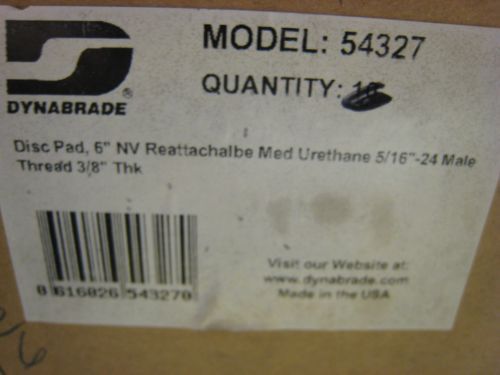 DYNABRADE
MODEL: 54327
QUANTITY:
Disc Pad, 6" NV Reattachalbe Med Urethane 5/16"-24 Male
Thread 3/8" Thk
8 616026 543270
Visit our Website at:
www.dynabrade.com
Made in the USA